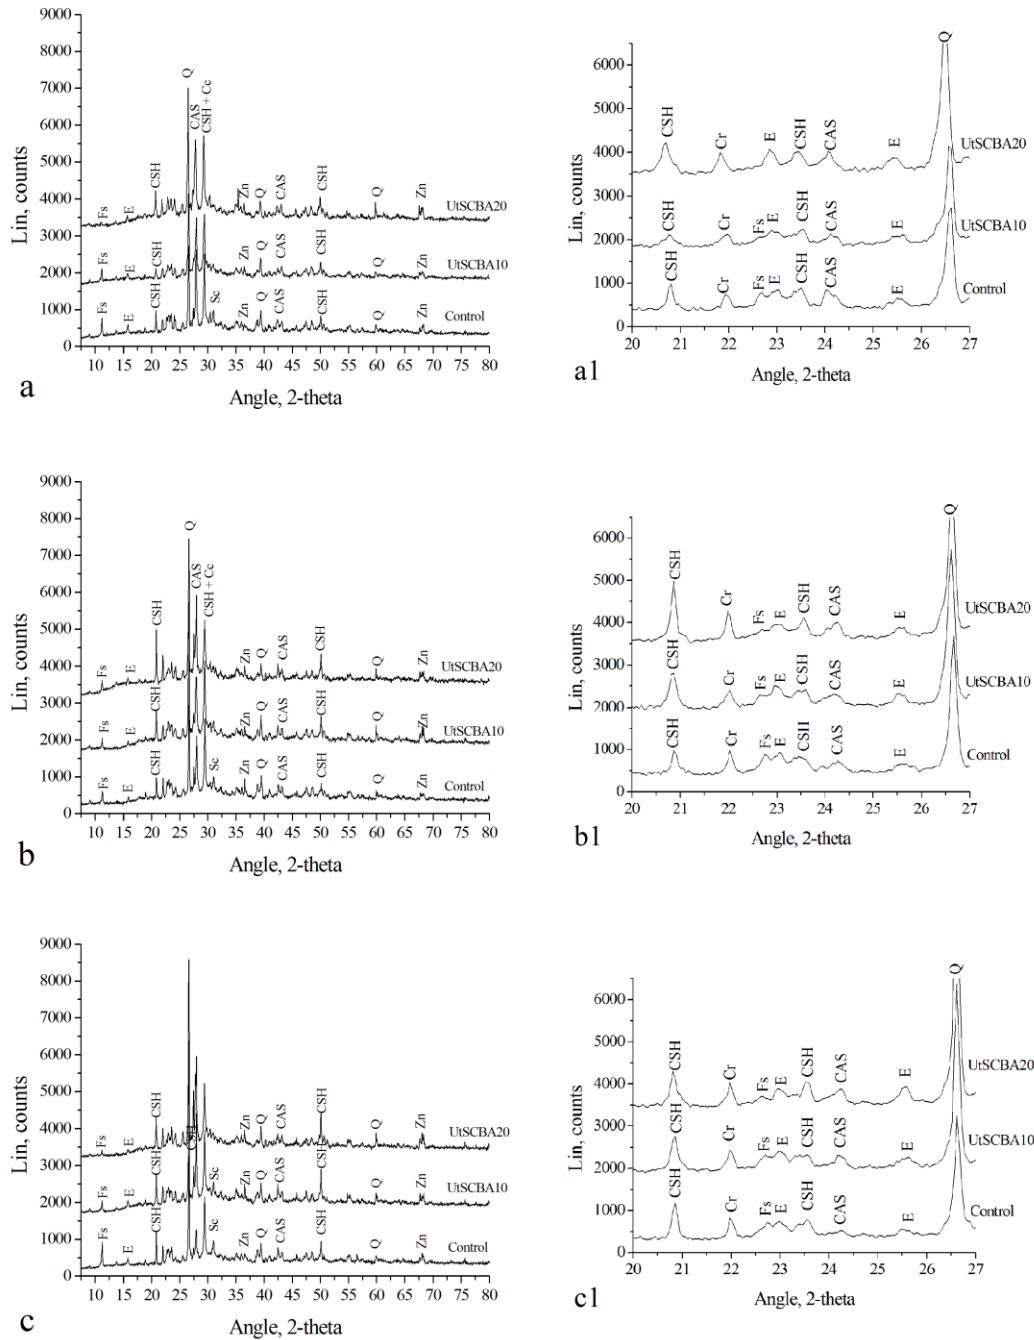 9000
8000
7000
6000
5000
4000
3000
2000
1000
0
Lin, counts
Q
CAS
CSH + Cc
Fs
E
CSH
Zn
Q
CAS
CSH
Q
Zn
UtSCBA20
Fs
E
CSH
Zn
Q
CAS
CSH
Q
Zn
UtSCBA10
Fs
E
CSH
Sc
Zn
Q
CAS
CSH
Q
Zn
Control
10 15 20 25 30 35 40 45 50 55 60 65 70 75 80
Angle, 2-theta
a
6000
5000
4000
3000
2000
1000
0
Lin, counts
Q
CSH
Cr
E
CSH
CAS
E
UtSCBA20
CSH
Cr
Fs
E
CSH
CAS
E
UtSCBA10
CSH
Cr
Fs
E
CSH
CAS
E
Control
20 21 22 23 24 25 26 27
Angle, 2-theta
a1
9000
8000
7000
6000
5000
4000
3000
2000
1000
0
Lin, counts
Q
CAS
CSH + Cc
Fs
E
CSH
Zn
Q
CAS
CSH
Q
Zn
UtSCBA20
Fs
E
CSH
Zn
Q
CAS
CSH
Q
Zn
UtSCBA10
Fs
E
CSH
Sc
Zn
Q
CAS
CSH
Q
Zn
Control
10 15 20 25 30 35 40 45 50 55 60 65 70 75 80
Angle, 2-theta
b
6000
5000
4000
3000
2000
1000
0
Lin, counts
Q
CSH
Cr
Fs
E
CSH
CAS
E
UtSCBA20
CSH
Cr
Fs
E
CSH
CAS
E
UtSCBA10
CSH
Cr
Fs
E
CSH
CAS
E
Control
20 21 22 23 24 25 26 27
Angle, 2-theta
b1
9000
8000
7000
6000
5000
4000
3000
2000
1000
0
Lin, counts
Fs
E
CSH
Zn
Q
CAS
CSH
Q
Zn
UtSCBA20
Fs
E
CSH
Sc
Zn
Q
CAS
CSH
Q
Zn
UtSCBA10
Fs
E
CSH
Sc
Zn
Q
CAS
CSH
Q
Zn
Control
10 15 20 25 30 35 40 45 50 55 60 65 70 75 80
Angle, 2-theta
c
6000
5000
4000
3000
2000
1000
0
Lin, counts
Q
CSH
Cr
Fs
E
CSH
CAS
E
UtSCBA20
CSH
Cr
Fs
E
CSH
CAS
E
UtSCBA10
CSH
Cr
Fs
E
CSH
CAS
E
Control
20 21 22 23 24 25 26 27
Angle, 2-theta
c1